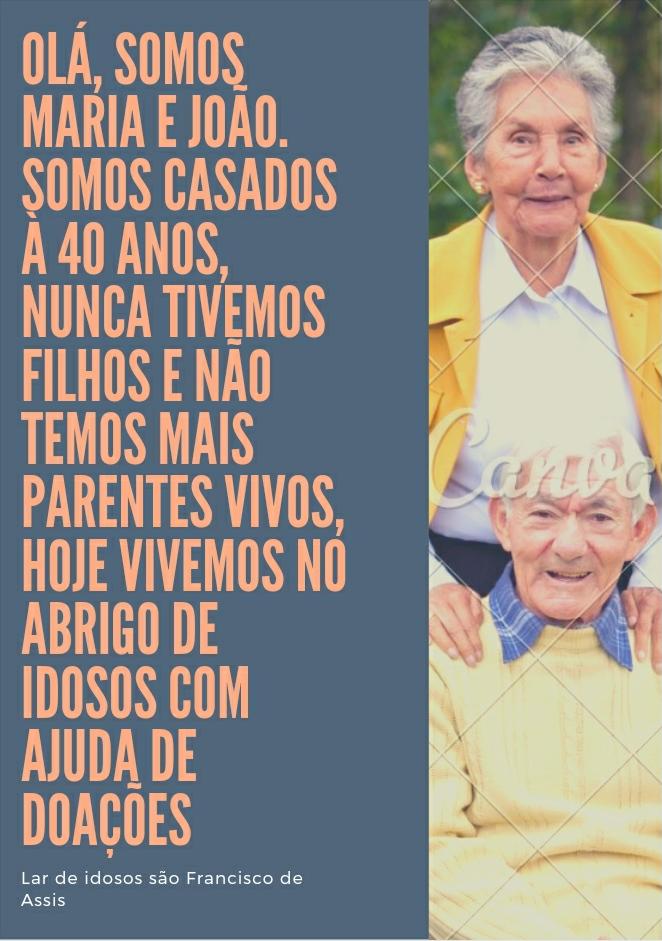 OLÁ, SOMOS
MARIA E JOÃO.
SOMOS CASADOS
À 40 ANOS,
NUNCA TIVEMOS
FILHOS E NÃO
TEMOS MAIS
PARENTES VIVOS,
HOJE VIVEMOS NO
ABRIGO DE
IDOSOS COM
AJUDA DE
DOAÇÕES
Lar de idosos são Francisco de
Assis
Canva